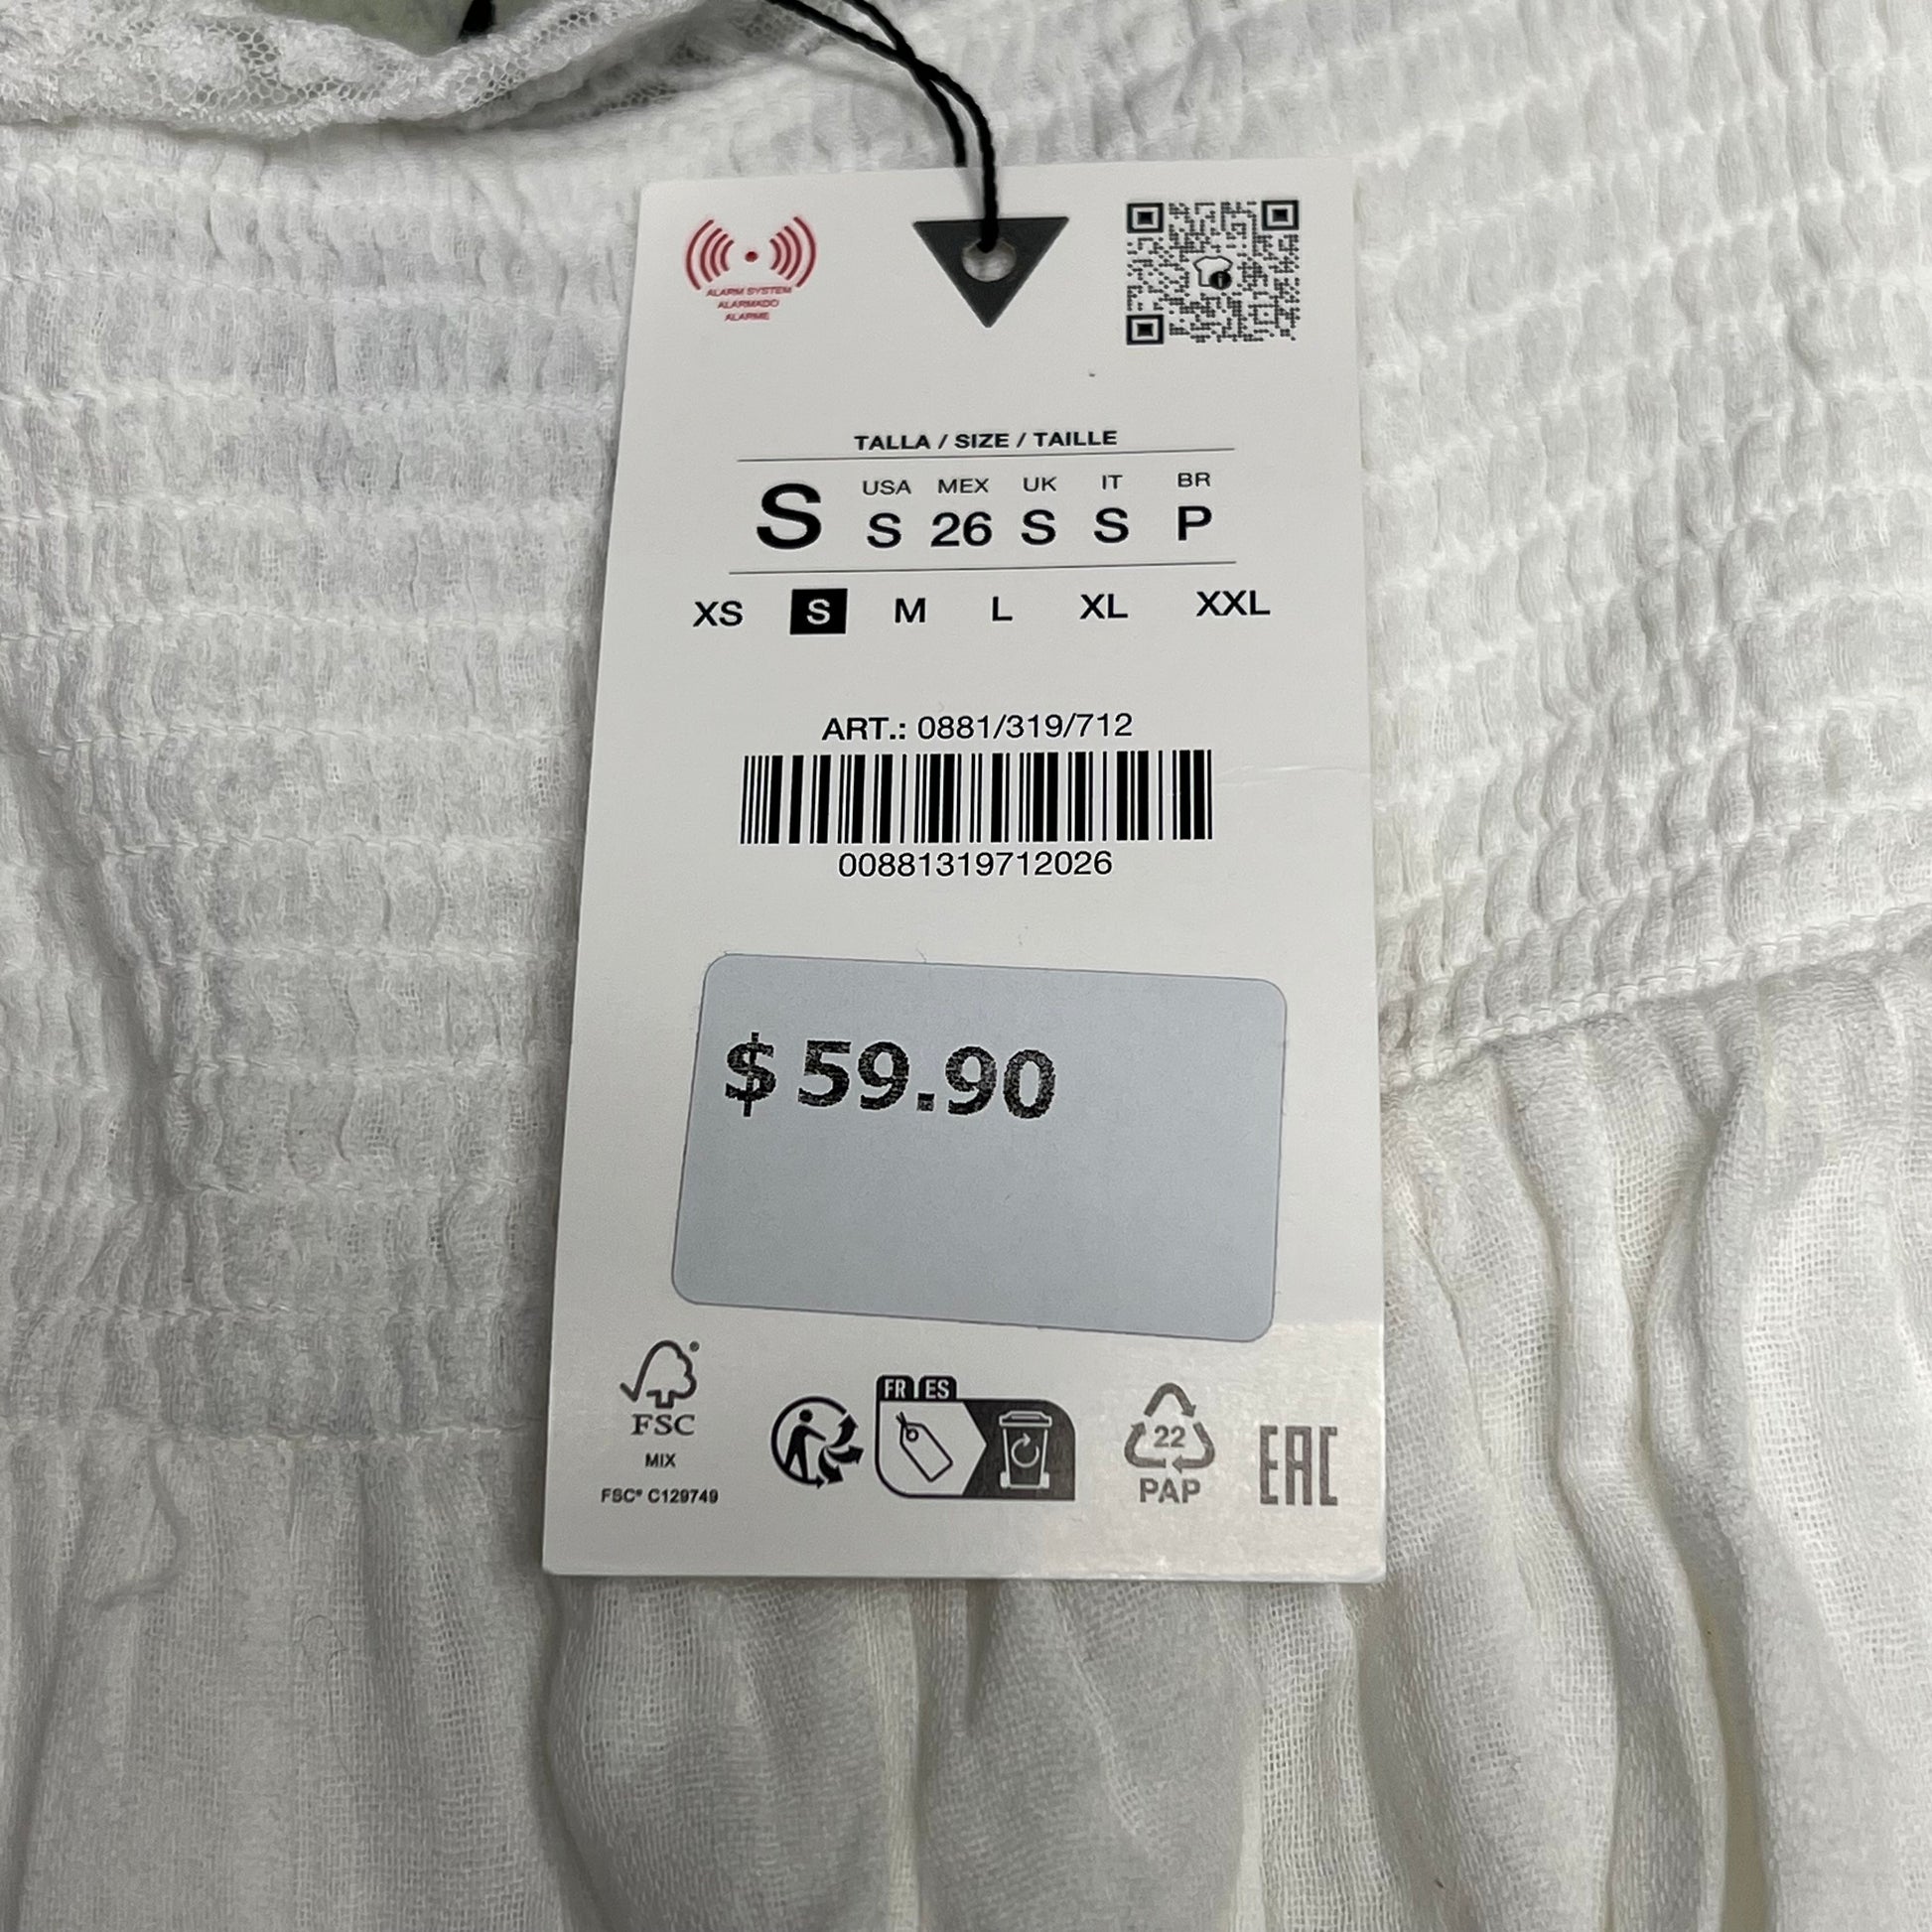 ALARM SYSTEM
ALARMADO
ALARME
TALLA / SIZE / TAILLE
S USA MEX UK IT BR
S 26 S S P
XS S M L XL XXL
ART.: 0881/319/712
00881319712026
$ 59.90
FSC
MIX
FSC® C129749
FR ES
22
PAP
EAC